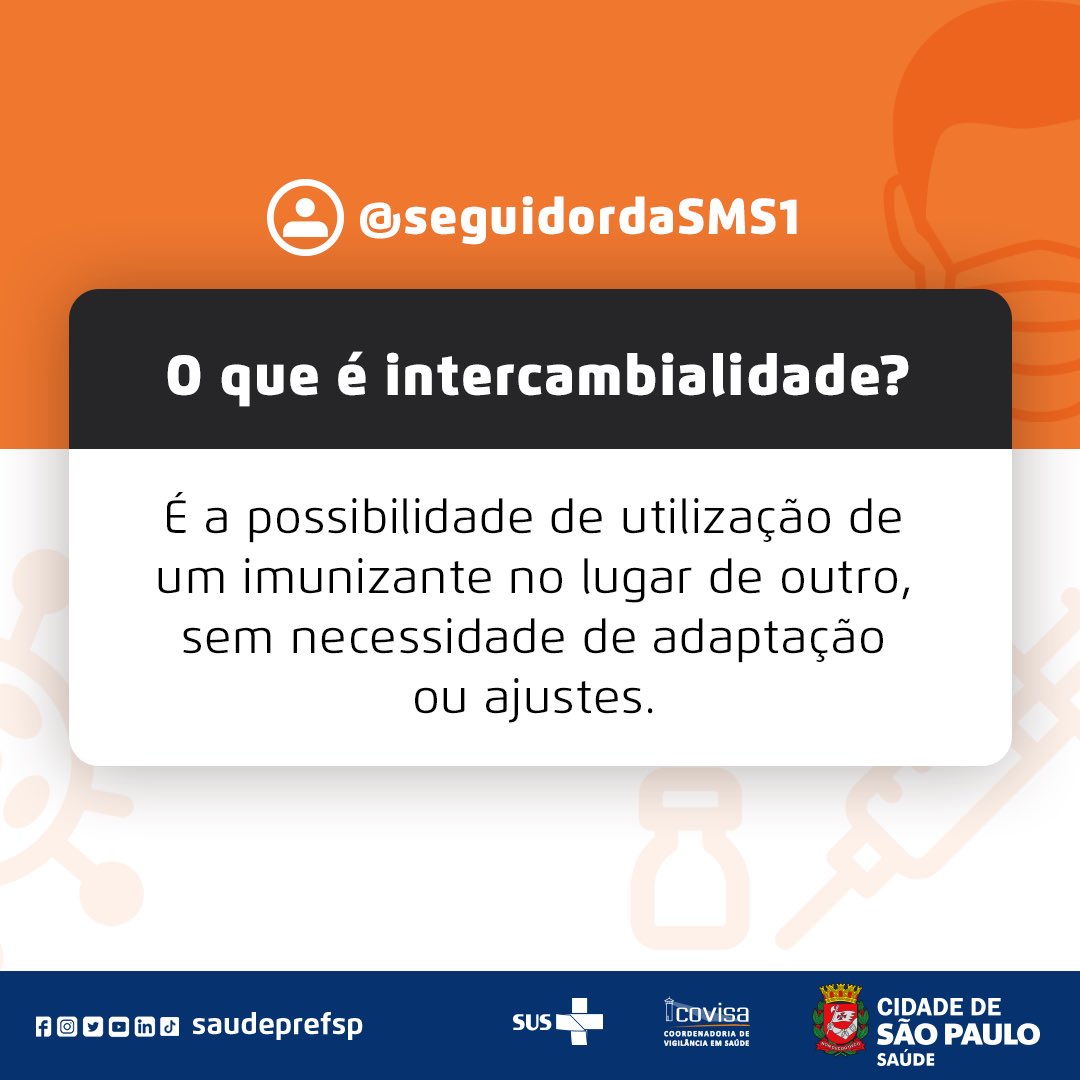 @seguidordaSMS1
O que é intercambialidade?
É a possibilidade de utilização de
um imunizante no lugar de outro,
sem necessidade de adaptação
ou ajustes.
saudeprefsp
SUS
covisa
COORDENADORIA DE
VIGILÂNCIA EM SAÚDE
CIDADE DE
SÃO PAULO
SAÚDE